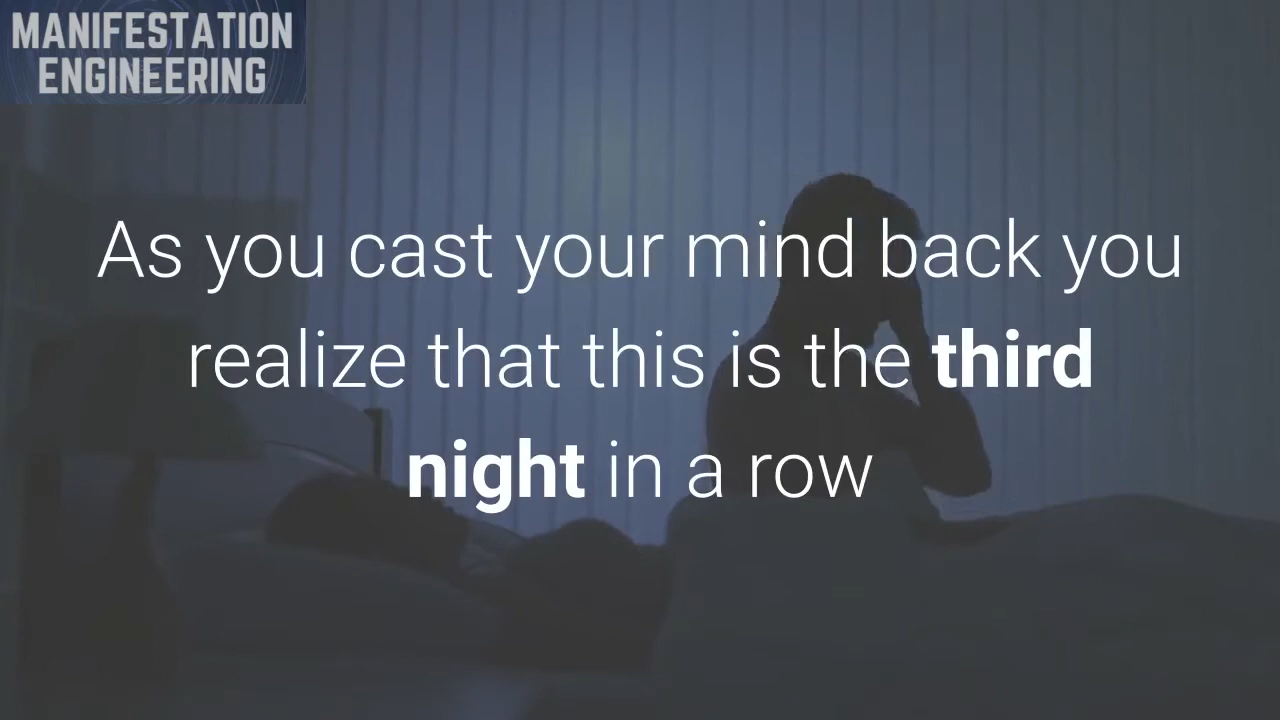 MANIFESTATION
ENGINEERING
As you cast your mind back you
realize that this is the third
night in a row